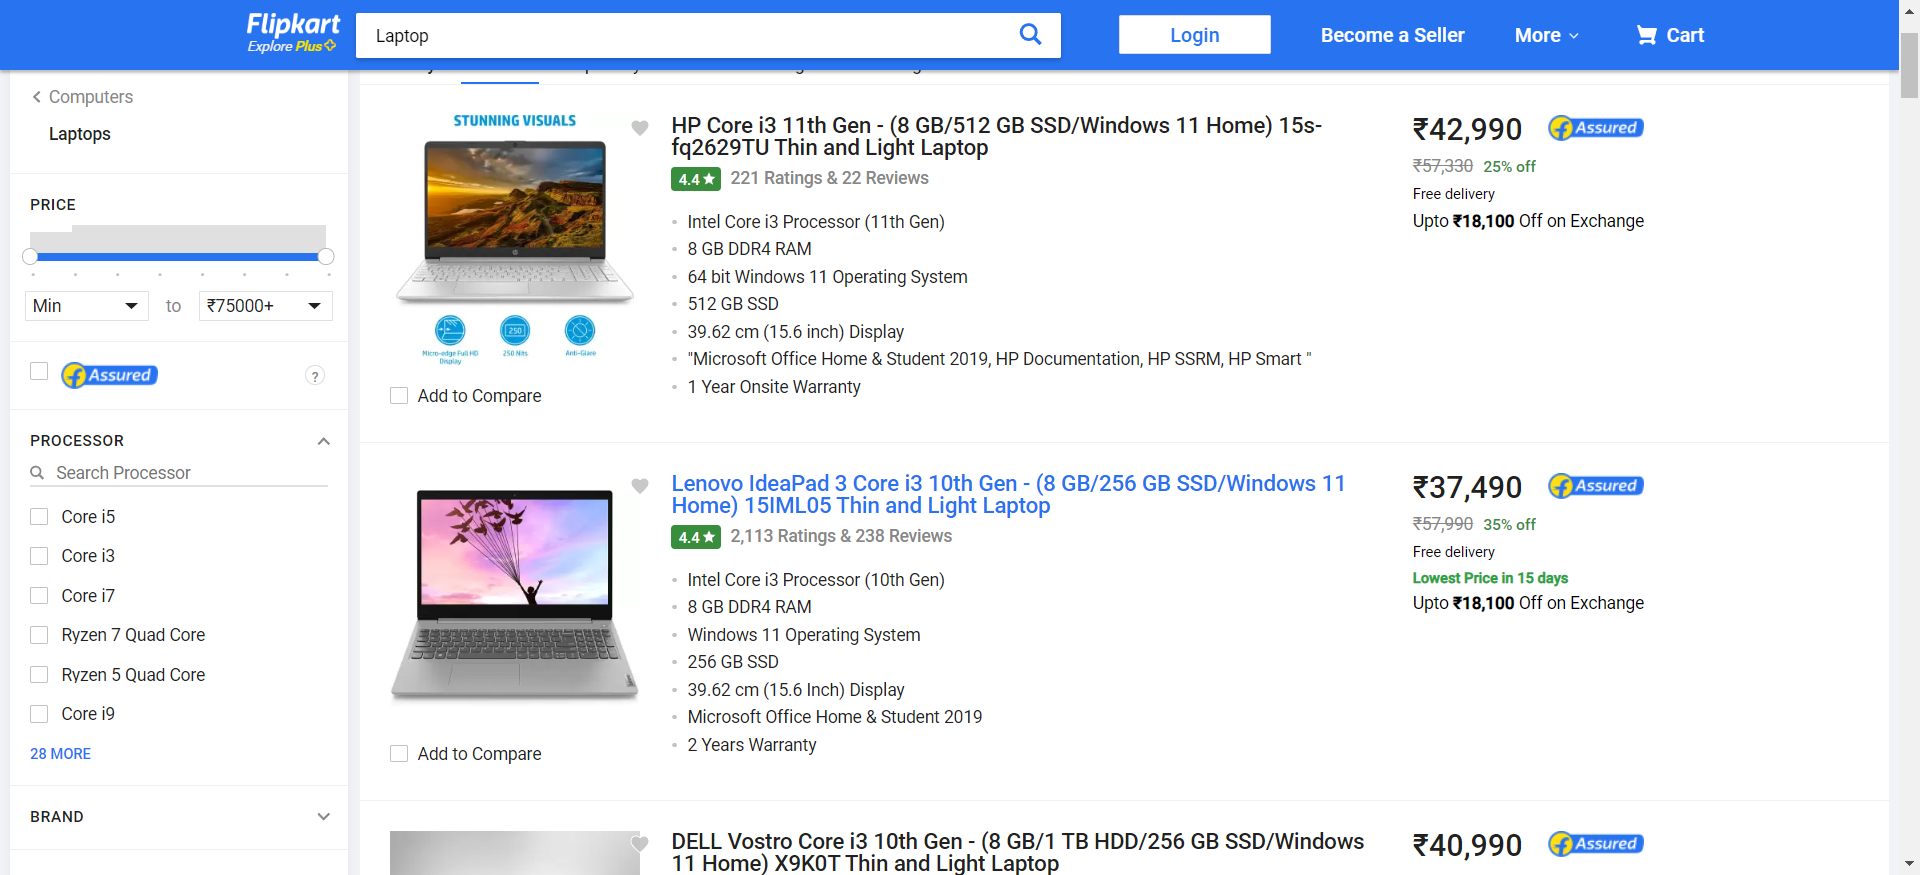 Flipkart
Explore Plus
Laptop
Login
Become a Seller
More
Cart
Computers
Laptops
PRICE
Min to ₹75000+
Assured
?
PROCESSOR
Search Processor
Core i5
Core i3
Core i7
Ryzen 7 Quad Core
Ryzen 5 Quad Core
Core i9
28 MORE
BRAND
STUNNING VISUALS
250
Micro-edge Full HD Display
250 Nits
Anti-Glare
Add to Compare
HP Core i3 11th Gen - (8 GB/512 GB SSD/Windows 11 Home) 15s-
fq2629TU Thin and Light Laptop
4.4★ 221 Ratings & 22 Reviews
Intel Core i3 Processor (11th Gen)
8 GB DDR4 RAM
64 bit Windows 11 Operating System
512 GB SSD
39.62 cm (15.6 inch) Display
"Microsoft Office Home & Student 2019, HP Documentation, HP SSRM, HP Smart "
1 Year Onsite Warranty
₹42,990 Assured
₹57,330 25% off
Free delivery
Upto ₹18,100 Off on Exchange
Add to Compare
Lenovo IdeaPad 3 Core i3 10th Gen - (8 GB/256 GB SSD/Windows 11
Home) 15IML05 Thin and Light Laptop
4.4★ 2,113 Ratings & 238 Reviews
Intel Core i3 Processor (10th Gen)
8 GB DDR4 RAM
Windows 11 Operating System
256 GB SSD
39.62 cm (15.6 Inch) Display
Microsoft Office Home & Student 2019
2 Years Warranty
₹37,490 Assured
₹57,990 35% off
Free delivery
Lowest Price in 15 days
Upto ₹18,100 Off on Exchange
DELL Vostro Core i3 10th Gen - (8 GB/1 TB HDD/256 GB SSD/Windows
11 Home) X9K0T Thin and Light Laptop
₹40,990 Assured